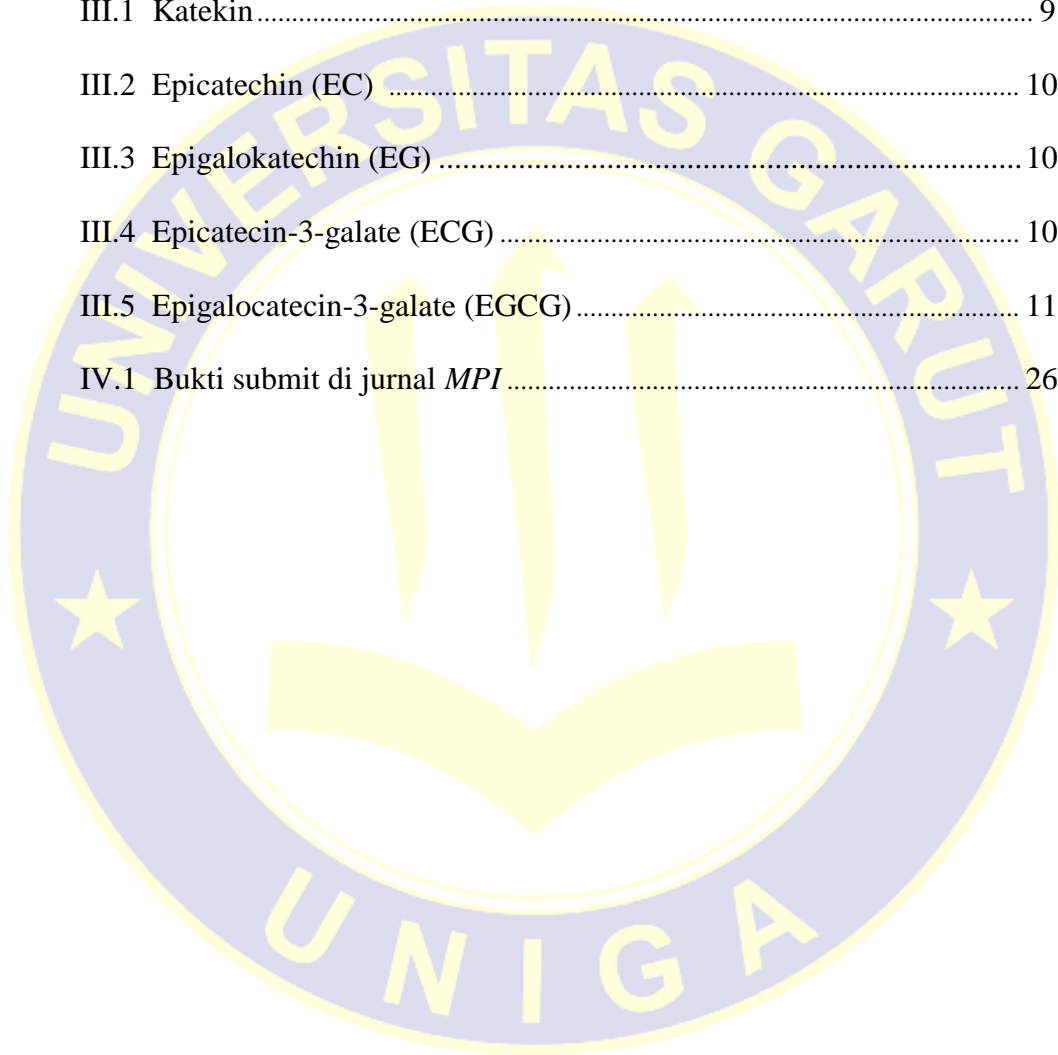 III.1 Katekin ........ 9
III.2 Epicatechin (EC) ........ 10
III.3 Epigalokatechin (EG) ........ 10
III.4 Epicatecin-3-galate (ECG) ........ 10
III.5 Epigalocatecin-3-galate (EGCG) ........ 11
IV.1 Bukti submit di jurnal MPI ........ 26
UNIVERSITAS GARUT
UNIGA